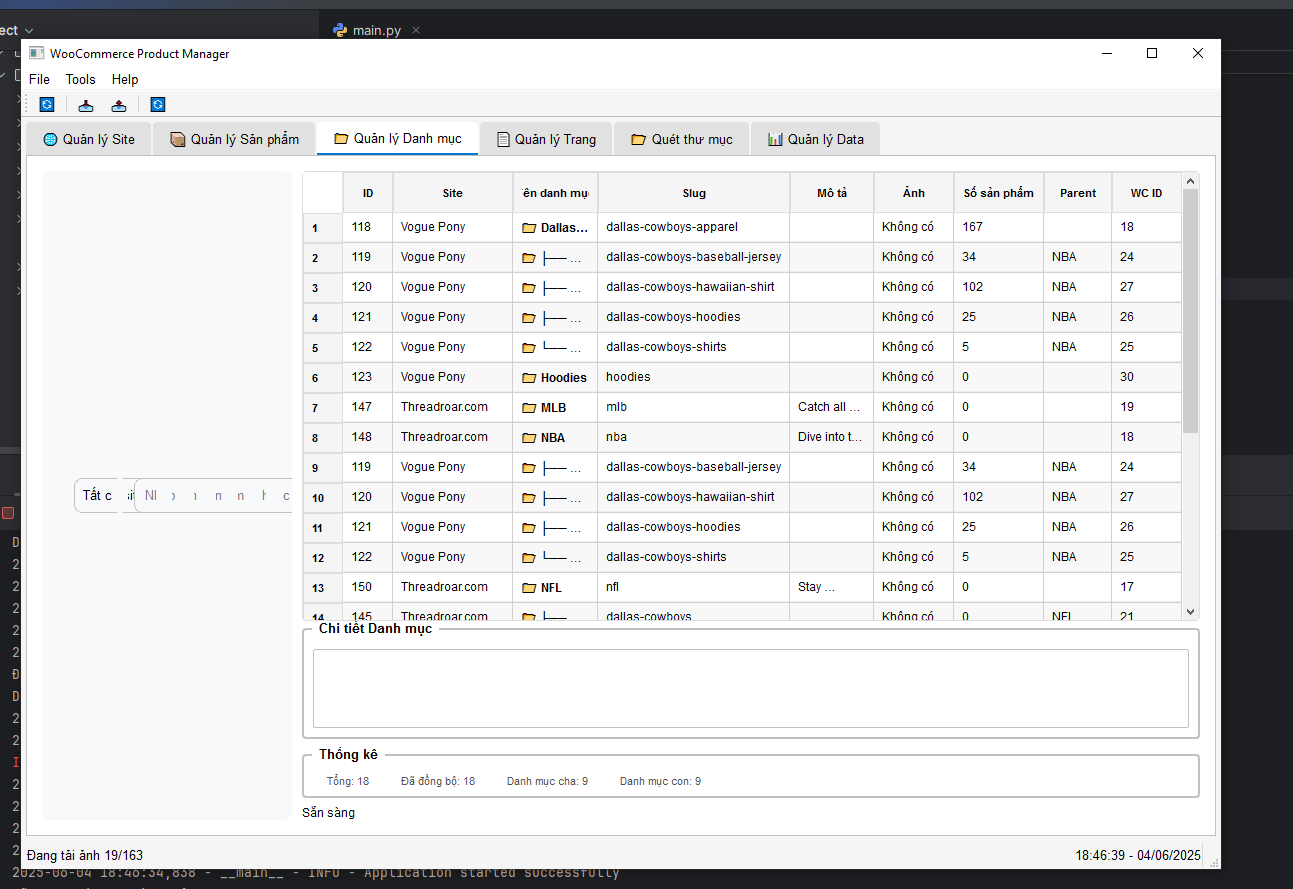 ect
main.py
WooCommerce Product Manager
File Tools Help
Quản lý Site Quản lý Sản phẩm Quản lý Danh mục Quản lý Trang Quét thư mục Quản lý Data
ID Site ên danh mụ Slug Mô tả Ảnh Số sản phẩm Parent WC ID
1 118 Vogue Pony Dallas... dallas-cowboys-apparel Không có 167 18
2 119 Vogue Pony ├── ... dallas-cowboys-baseball-jersey Không có 34 NBA 24
3 120 Vogue Pony ├── ... dallas-cowboys-hawaiian-shirt Không có 102 NBA 27
4 121 Vogue Pony ├── ... dallas-cowboys-hoodies Không có 25 NBA 26
5 122 Vogue Pony └── ... dallas-cowboys-shirts Không có 5 NBA 25
6 123 Vogue Pony Hoodies hoodies Không có 0 30
7 147 Threadroar.com MLB mlb Catch all ... Không có 0 19
8 148 Threadroar.com NBA nba Dive into t... Không có 0 18
9 119 Vogue Pony ├── ... dallas-cowboys-baseball-jersey Không có 34 NBA 24
10 120 Vogue Pony ├── ... dallas-cowboys-hawaiian-shirt Không có 102 NBA 27
11 121 Vogue Pony ├── ... dallas-cowboys-hoodies Không có 25 NBA 26
12 122 Vogue Pony └── ... dallas-cowboys-shirts Không có 5 NBA 25
13 150 Threadroar.com NFL nfl Stay ... Không có 0 17
14 145 Threadroar.com ├── dallas-cowboys Không có 0 NFL 21
Tất c
Chi tiết Danh mục
Thống kê
Tổng: 18 Đã đồng bộ: 18 Danh mục cha: 9 Danh mục con: 9
Sẵn sàng
Đang tải ảnh 19/163 18:46:39 - 04/06/2025
2025-06-04 18:46:34,838 - __main__ - INFO - Application started successfully